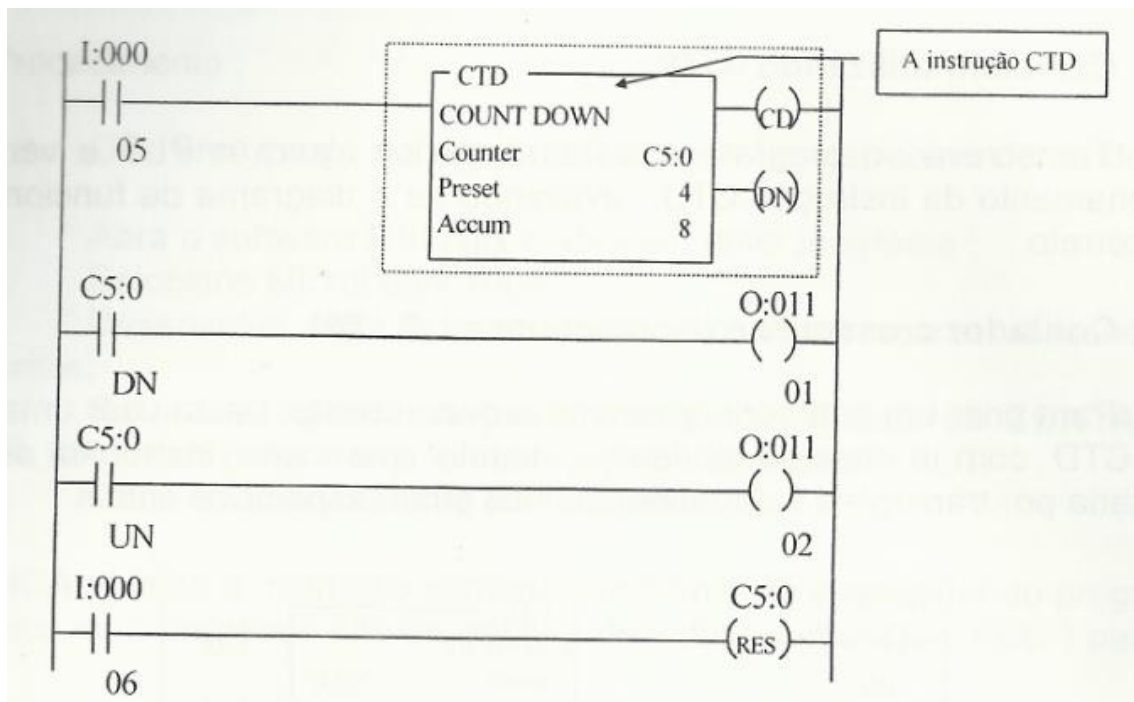 I:000
A instrução CTD
CTD
COUNT DOWN
CD
05
Counter C5:0
Preset 4
DN
Accum 8
C5:0
O:011
DN
01
C5:0
O:011
UN
02
I:000
C5:0
RES
06